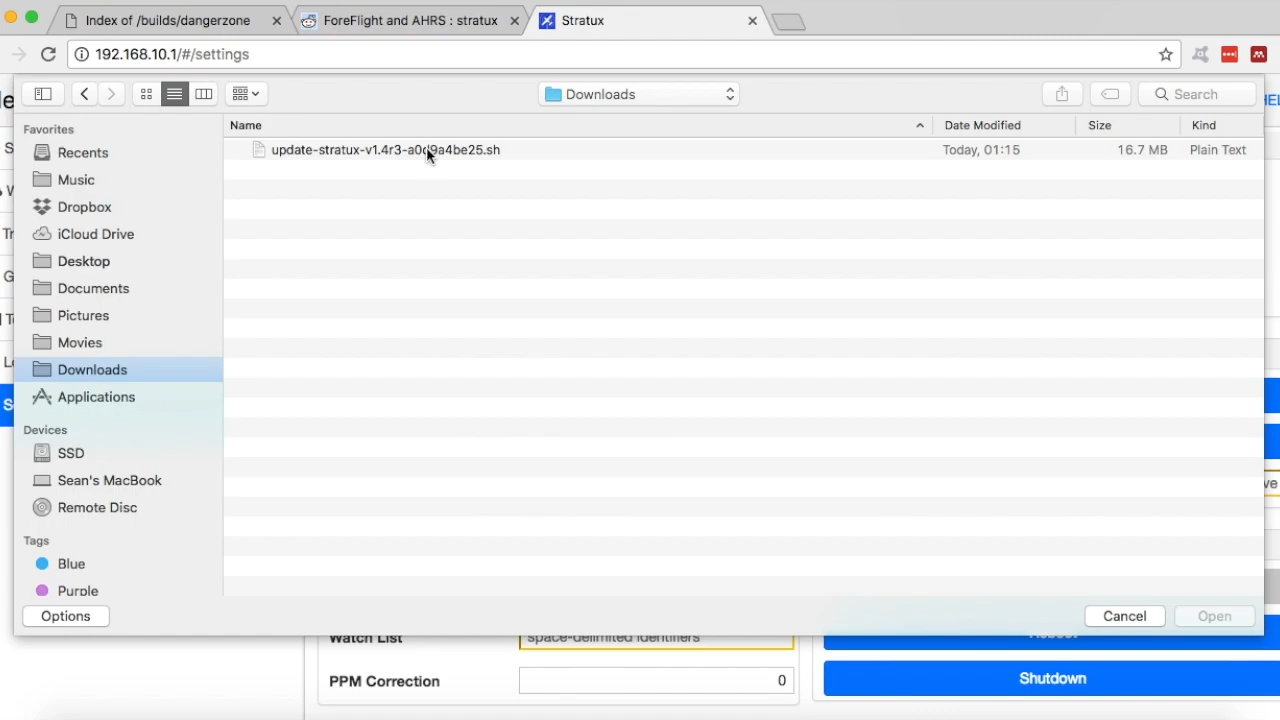 Index of /builds/dangerzone
ForeFlight and AHRS : stratux
Stratux
192.168.10.1/#/settings
Downloads
Search
Favorites
Name
Date Modified
Size
Kind
Recents
update-stratux-v1.4r3-a0d9a4be25.sh
Today, 01:15
16.7 MB
Plain Text
Music
Dropbox
iCloud Drive
Desktop
Documents
Pictures
Movies
Downloads
Applications
Devices
SSD
Sean's MacBook
Remote Disc
Tags
Blue
Purple
Options
Cancel
Open
Watch List
space-delimited identifiers
Reboot
PPM Correction
0
Shutdown